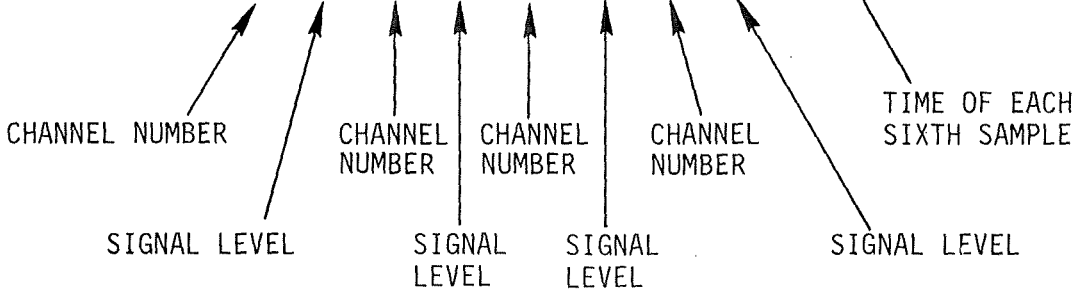 CHANNEL NUMBER
CHANNEL
NUMBER
CHANNEL
NUMBER
CHANNEL
NUMBER
TIME OF EACH
SIXTH SAMPLE
SIGNAL LEVEL
SIGNAL
LEVEL
SIGNAL
LEVEL
SIGNAL LEVEL